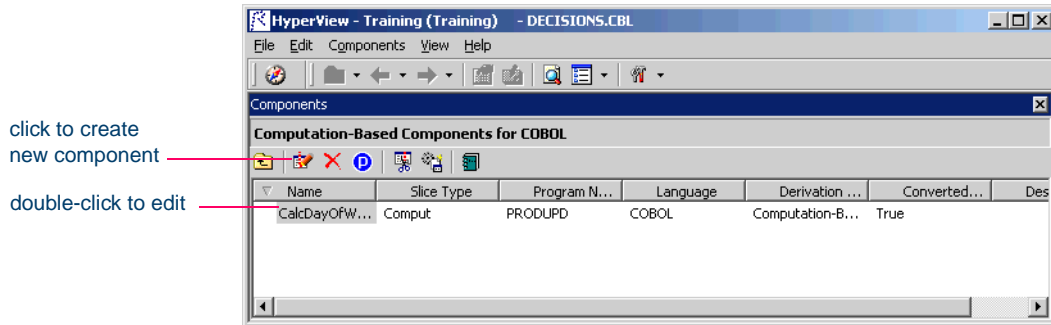 HyperView - Training (Training) - DECISIONS.CBL
File Edit Components View Help
Components
Computation-Based Components for COBOL
click to create
new component
Name Slice Type Program N... Language Derivation ... Converted... Des
double-click to edit
CalcDayOfW... Comput PRODUPD COBOL Computation-B... True